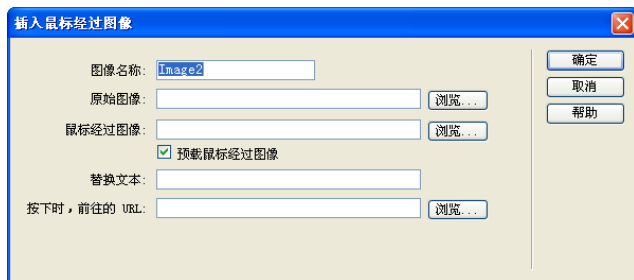 插入鼠标经过图像
图像名称: Image2
确定
原始图像: 浏览...
取消
鼠标经过图像: 浏览...
帮助
预载鼠标经过图像
替换文本:
按下时，前往的 URL: 浏览...